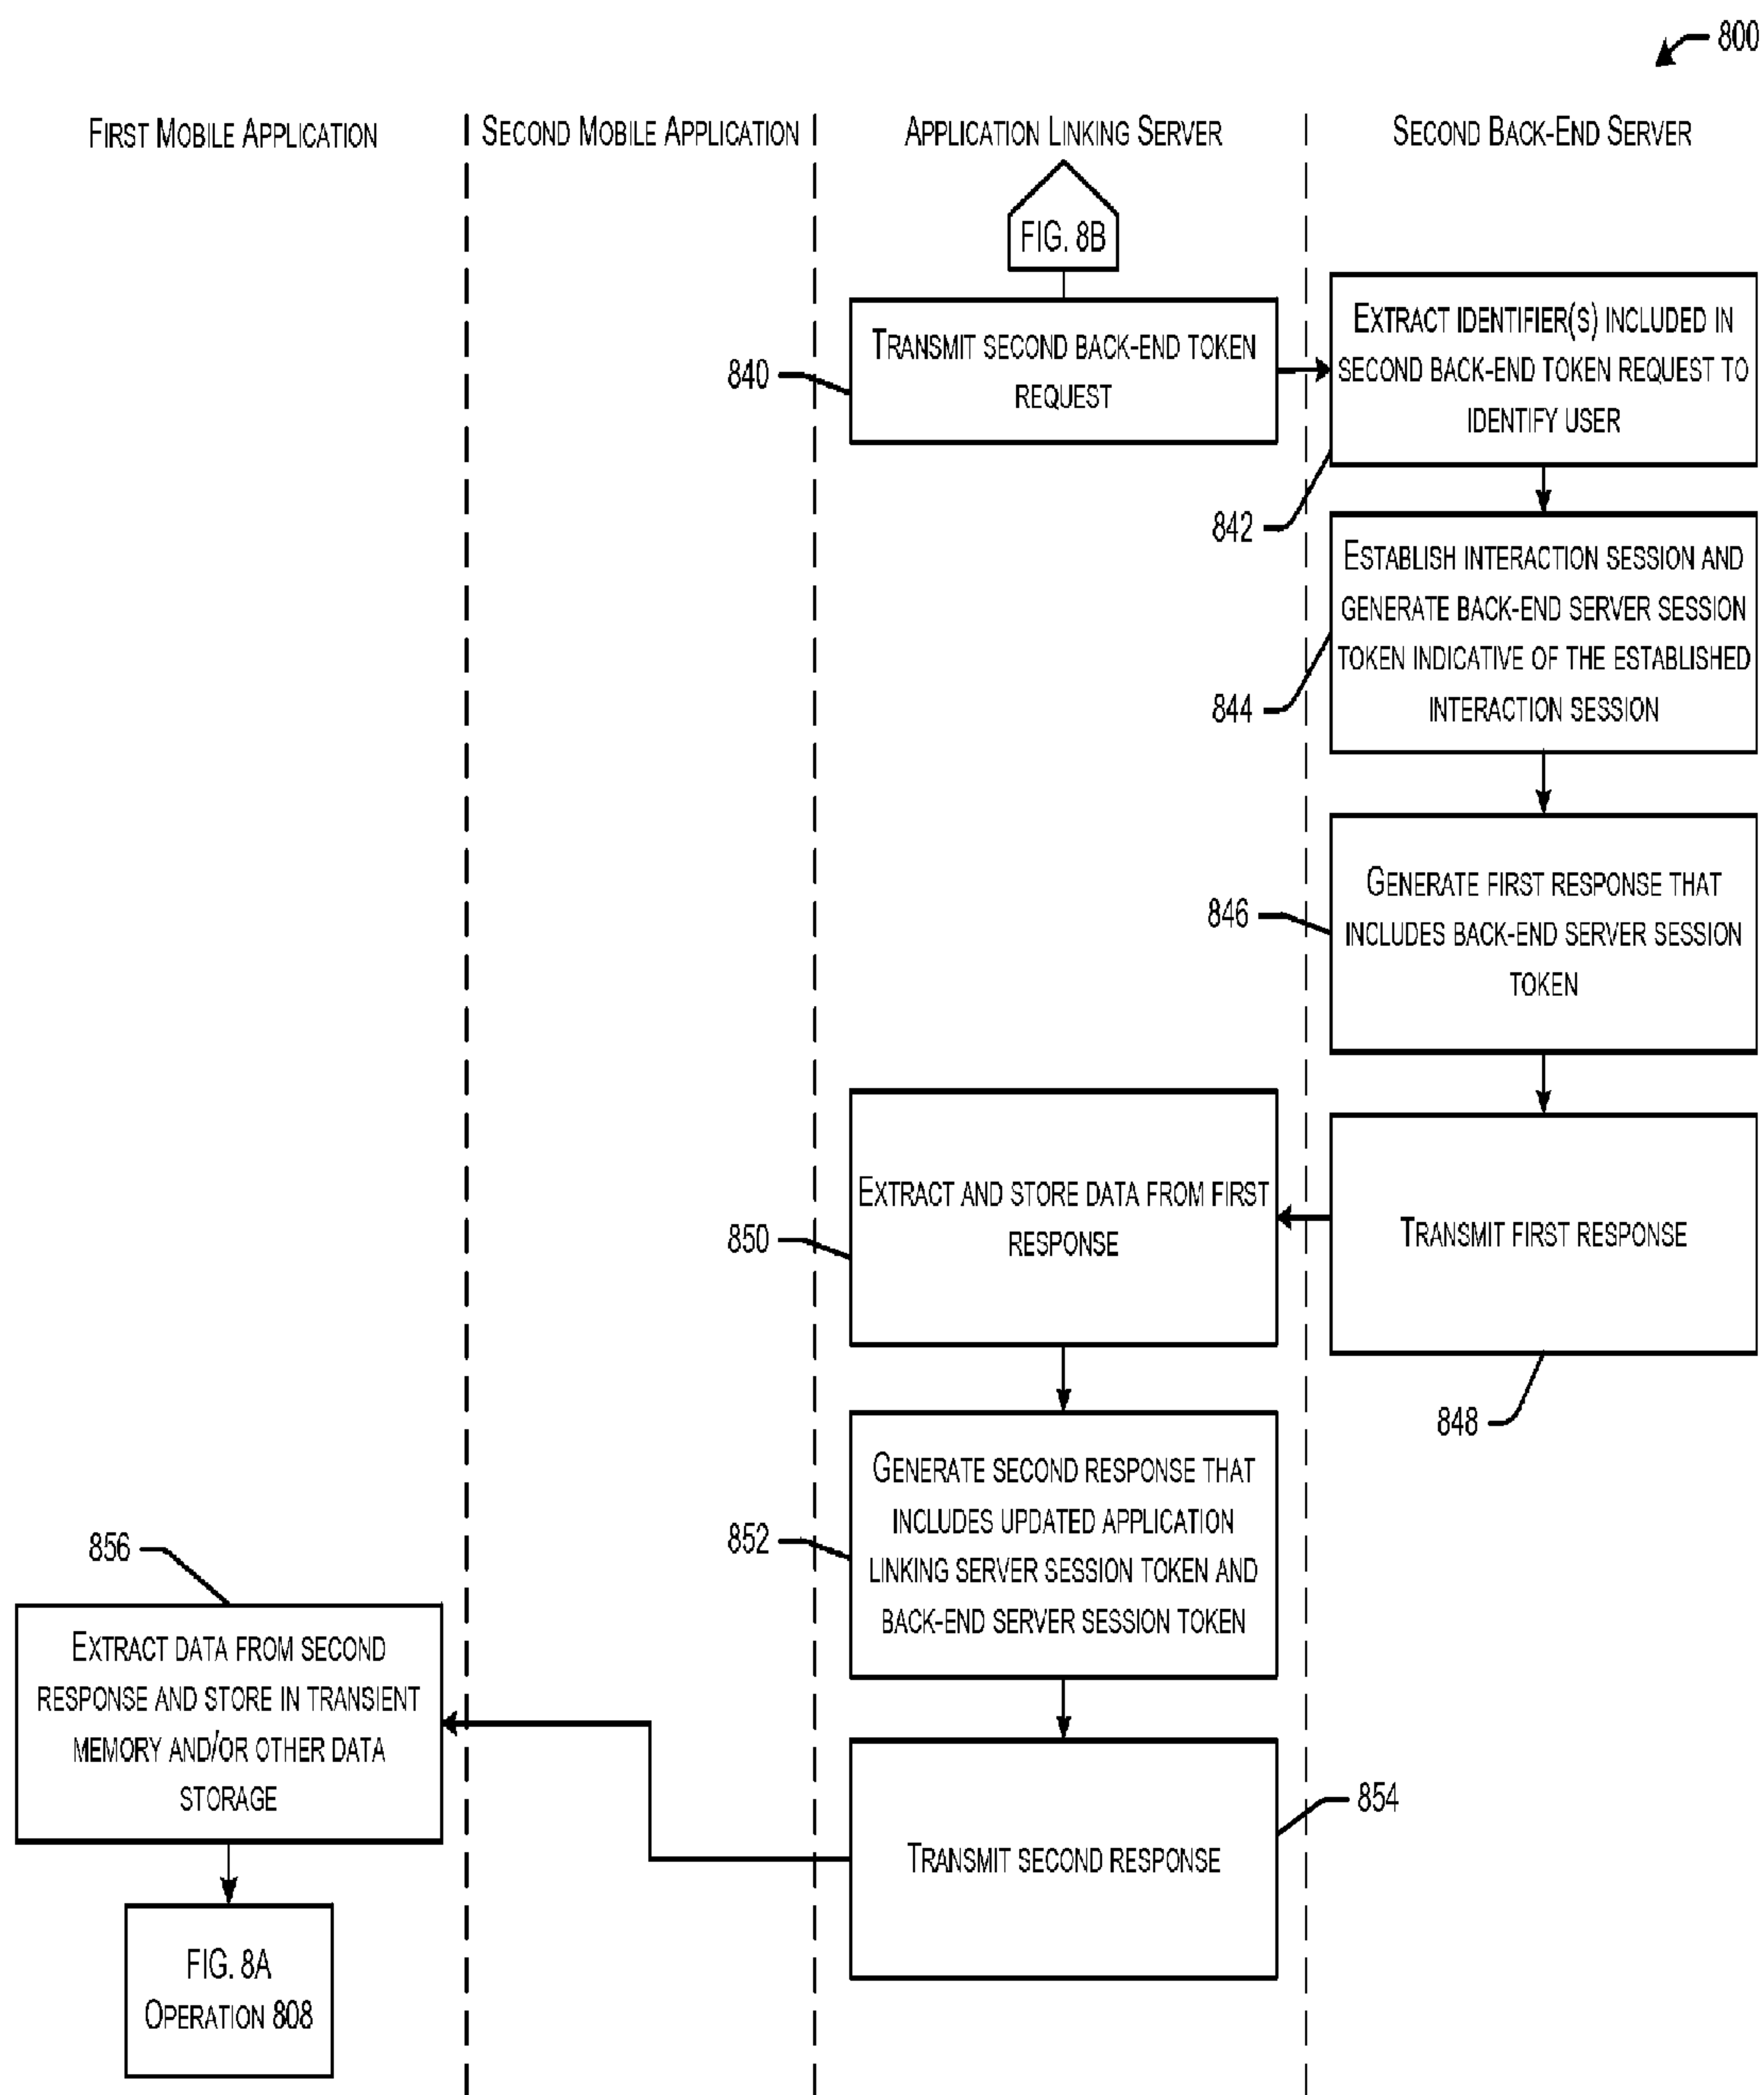 800
FIRST MOBILE APPLICATION
SECOND MOBILE APPLICATION
APPLICATION LINKING SERVER
SECOND BACK-END SERVER
FIG. 8B
840
TRANSMIT SECOND BACK-END TOKEN
REQUEST
EXTRACT IDENTIFIER(S) INCLUDED IN
SECOND BACK-END TOKEN REQUEST TO
IDENTIFY USER
842
ESTABLISH INTERACTION SESSION AND
GENERATE BACK-END SERVER SESSION
TOKEN INDICATIVE OF THE ESTABLISHED
INTERACTION SESSION
844
GENERATE FIRST RESPONSE THAT
INCLUDES BACK-END SERVER SESSION
TOKEN
846
TRANSMIT FIRST RESPONSE
848
EXTRACT AND STORE DATA FROM FIRST
RESPONSE
850
GENERATE SECOND RESPONSE THAT
INCLUDES UPDATED APPLICATION
LINKING SERVER SESSION TOKEN AND
BACK-END SERVER SESSION TOKEN
852
TRANSMIT SECOND RESPONSE
854
856
EXTRACT DATA FROM SECOND
RESPONSE AND STORE IN TRANSIENT
MEMORY AND/OR OTHER DATA
STORAGE
FIG. 8A
OPERATION 808